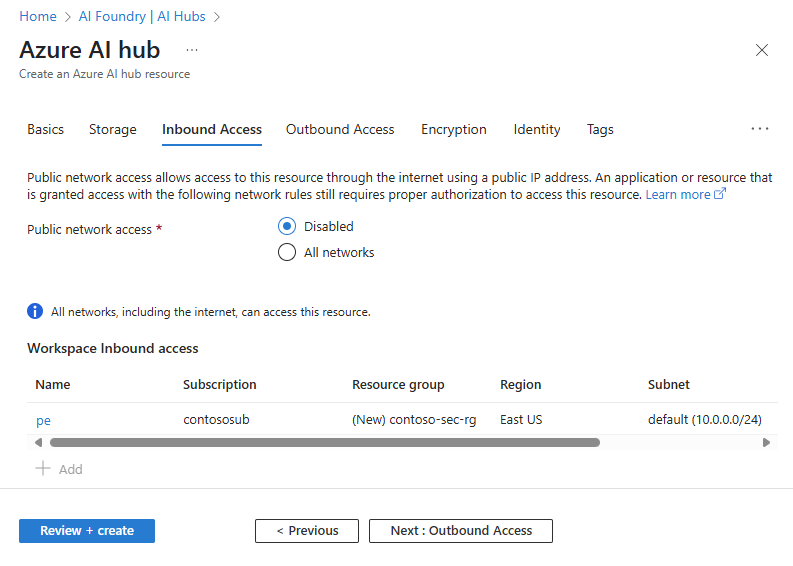 Home > AI Foundry | AI Hubs >
Azure AI hub ...
Create an Azure AI hub resource
Basics Storage Inbound Access Outbound Access Encryption Identity Tags ...
Public network access allows access to this resource through the internet using a public IP address. An application or resource that
is granted access with the following network rules still requires proper authorization to access this resource. Learn more
Public network access *
Disabled
All networks
All networks, including the internet, can access this resource.
Workspace Inbound access
Name Subscription Resource group Region Subnet
pe contososub (New) contoso-sec-rg East US default (10.0.0.0/24)
Add
Review + create < Previous Next : Outbound Access